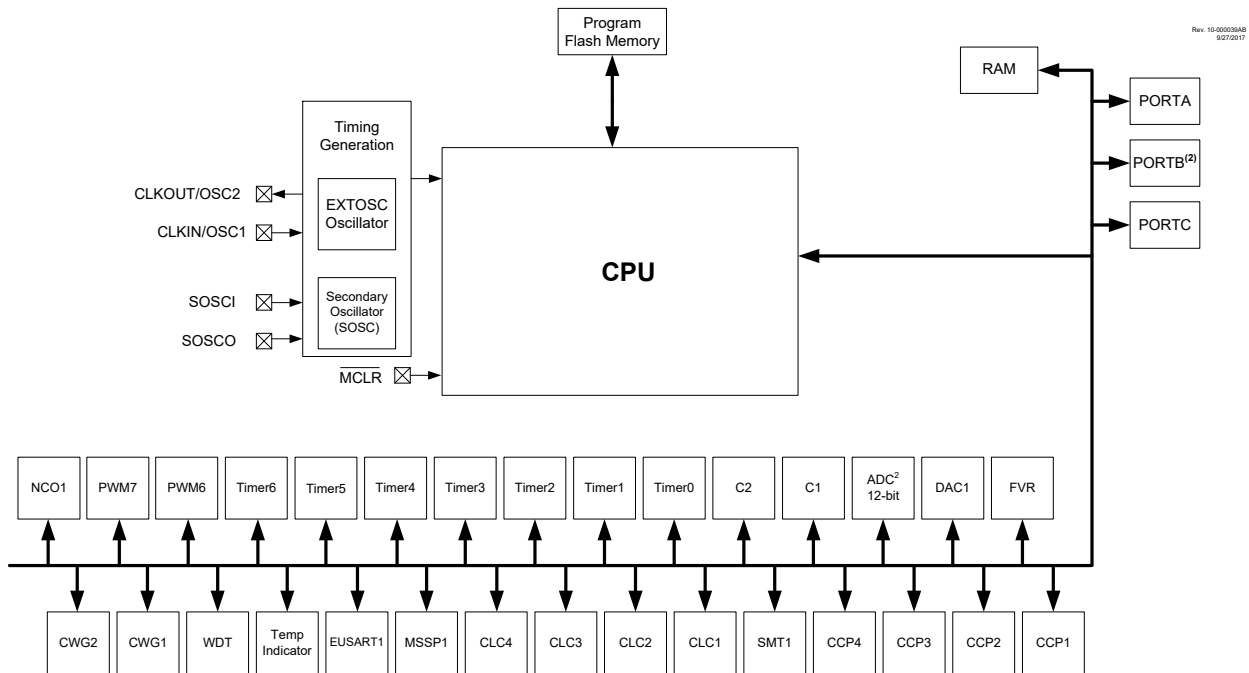 Program
Flash Memory
Rev. 10-000039AB
9/27/2017
RAM
PORTA
Timing
Generation
PORTB(2)
CLKOUT/OSC2
EXTOSC
Oscillator
CLKIN/OSC1
PORTC
CPU
SOSCI
Secondary
Oscillator
(SOSC)
SOSCO
MCLR
NCO1
PWM7
PWM6
Timer6
Timer5
Timer4
Timer3
Timer2
Timer1
Timer0
C2
C1
ADC2
12-bit
DAC1
FVR
CWG2
CWG1
WDT
Temp
Indicator
EUSART1
MSSP1
CLC4
CLC3
CLC2
CLC1
SMT1
CCP4
CCP3
CCP2
CCP1